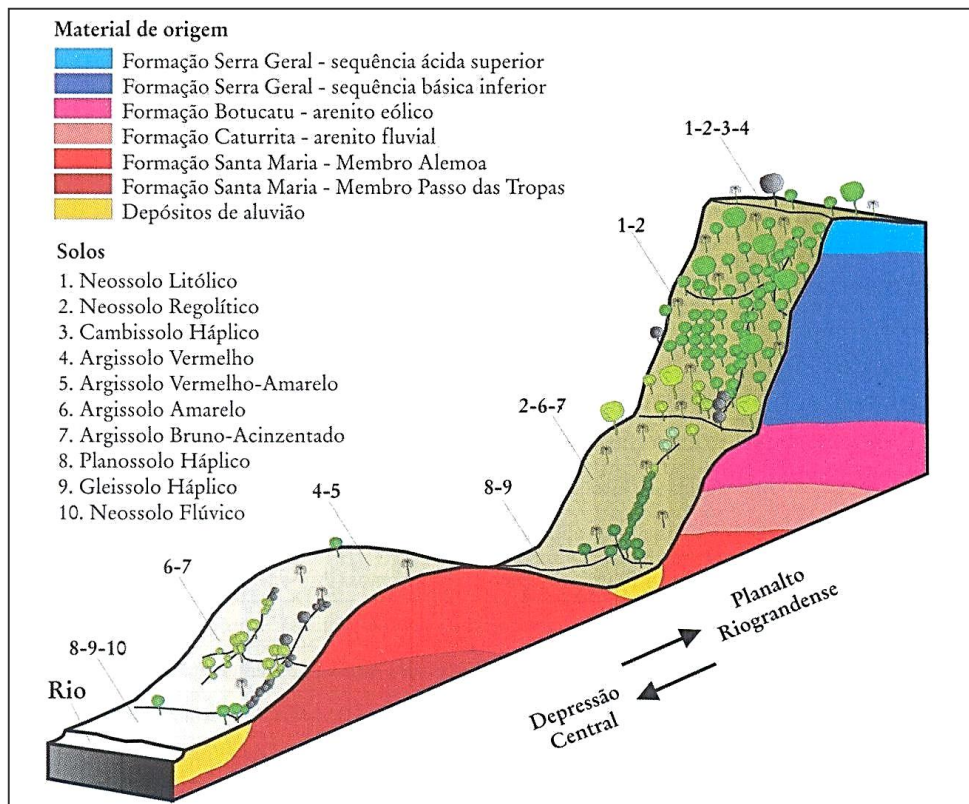 Material de origem
Formação Serra Geral - sequência ácida superior
Formação Serra Geral - sequência básica inferior
Formação Botucatu - arenito eólico
Formação Caturrita - arenito fluvial
Formação Santa Maria - Membro Alemoa
Formação Santa Maria - Membro Passo das Tropas
Depósitos de aluvião
Solos
1. Neossolo Litólico
2. Neossolo Regolítico
3. Cambissolo Háplico
4. Argissolo Vermelho
5. Argissolo Vermelho-Amarelo
6. Argissolo Amarelo
7. Argissolo Bruno-Acinzentado
8. Planossolo Háplico
9. Gleissolo Háplico
10. Neossolo Flúvico
1-2-3-4
1-2
2-6-7
8-9
4-5
6-7
8-9-10
Rio
Planalto
Riograndense
Depressão
Central